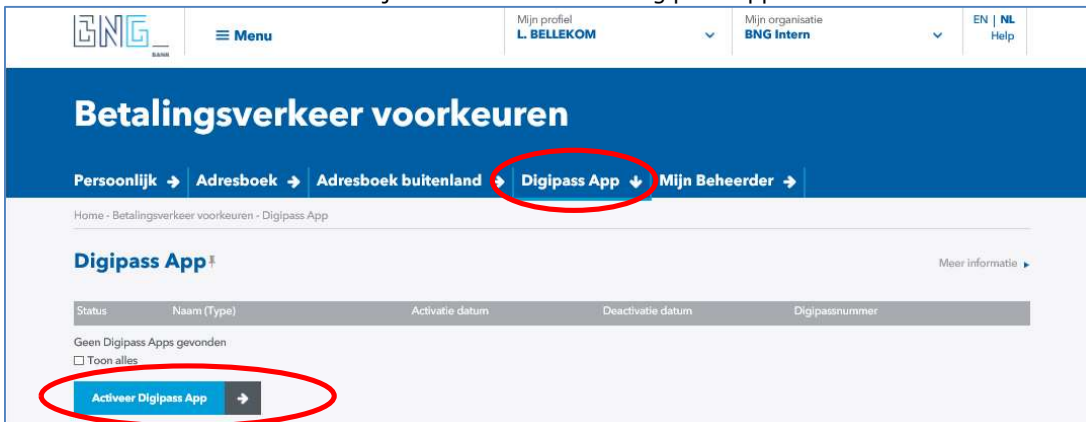 BNG
BANK
≡ Menu
Mijn profiel
L. BELLEKOM
Mijn organisatie
BNG Intern
EN | NL
Help
Betalingsverkeer voorkeuren
Persoonlijk → Adresboek → Adresboek buitenland → Digipass App ↓ Mijn Beheerder →
Home - Betalingsverkeer voorkeuren - Digipass App
Digipass App
Meer informatie ▸
Status Naam (Type) Activatie datum Deactivatie datum Digipassnummer
Geen Digipass Apps gevonden
☐ Toon alles
Activeer Digipass App →